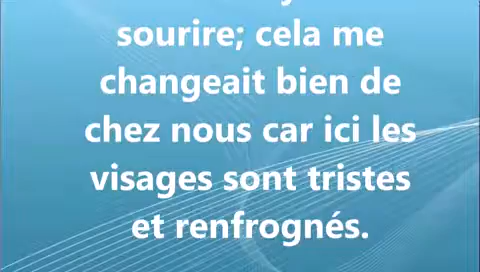 sourire; cela me
changeait bien de
chez nous car ici les
visages sont tristes
et renfrognés.